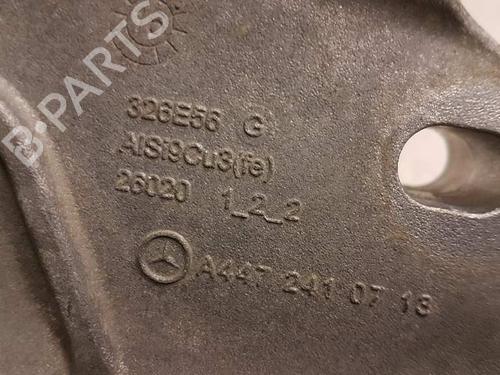 B-PARTS
326E56 G
AlSi9Cu3(fe)
26020 1_2_2
A447 241 07 13